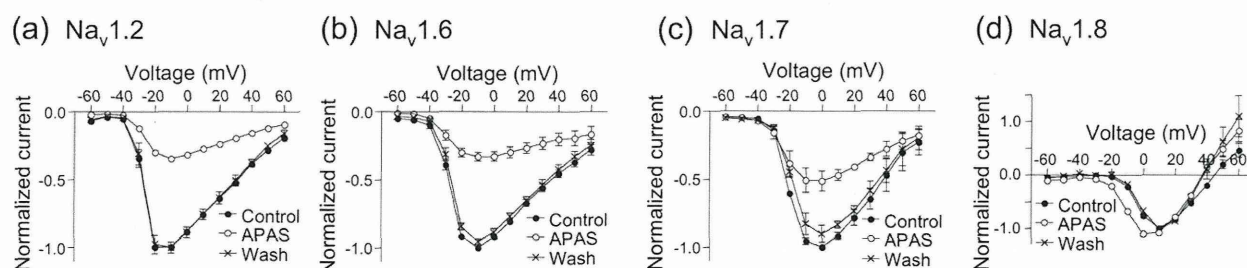 (a) Naᵥ1.2
Voltage (mV)
-60 -40 -20 0 20 40 60
0.0
-0.5
-1.0
Normalized current
Control
APAS
Wash
(b) Naᵥ1.6
Voltage (mV)
-60 -40 -20 0 20 40 60
0.0
-0.5
-1.0
Normalized current
Control
APAS
Wash
(c) Naᵥ1.7
Voltage (mV)
-60 -40 -20 0 20 40 60
0.0
-0.5
-1.0
Normalized current
Control
APAS
Wash
(d) Naᵥ1.8
1.0
Voltage (mV)
-60 -40 -20 0 20 40 60
0.0
-1.0
Normalized current
Control
APAS
Wash